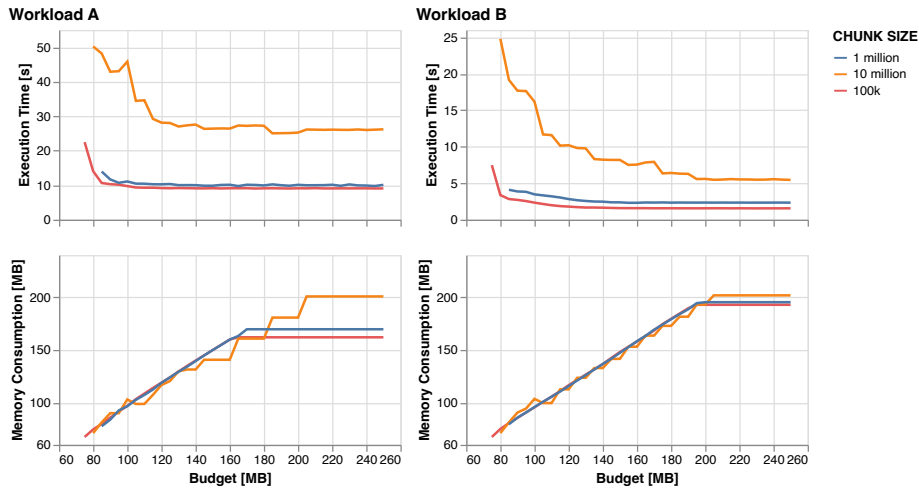 Workload A
Workload B
50
40
30
20
10
0
Execution Time [s]
25
20
15
10
5
0
Execution Time [s]
CHUNK SIZE
1 million
10 million
100k
200
150
100
60
Memory Consumption [MB]
60 80 100 120 140 160 180 200 220 240 260
Budget [MB]
200
150
100
60
Memory Consumption [MB]
60 80 100 120 140 160 180 200 220 240 260
Budget [MB]